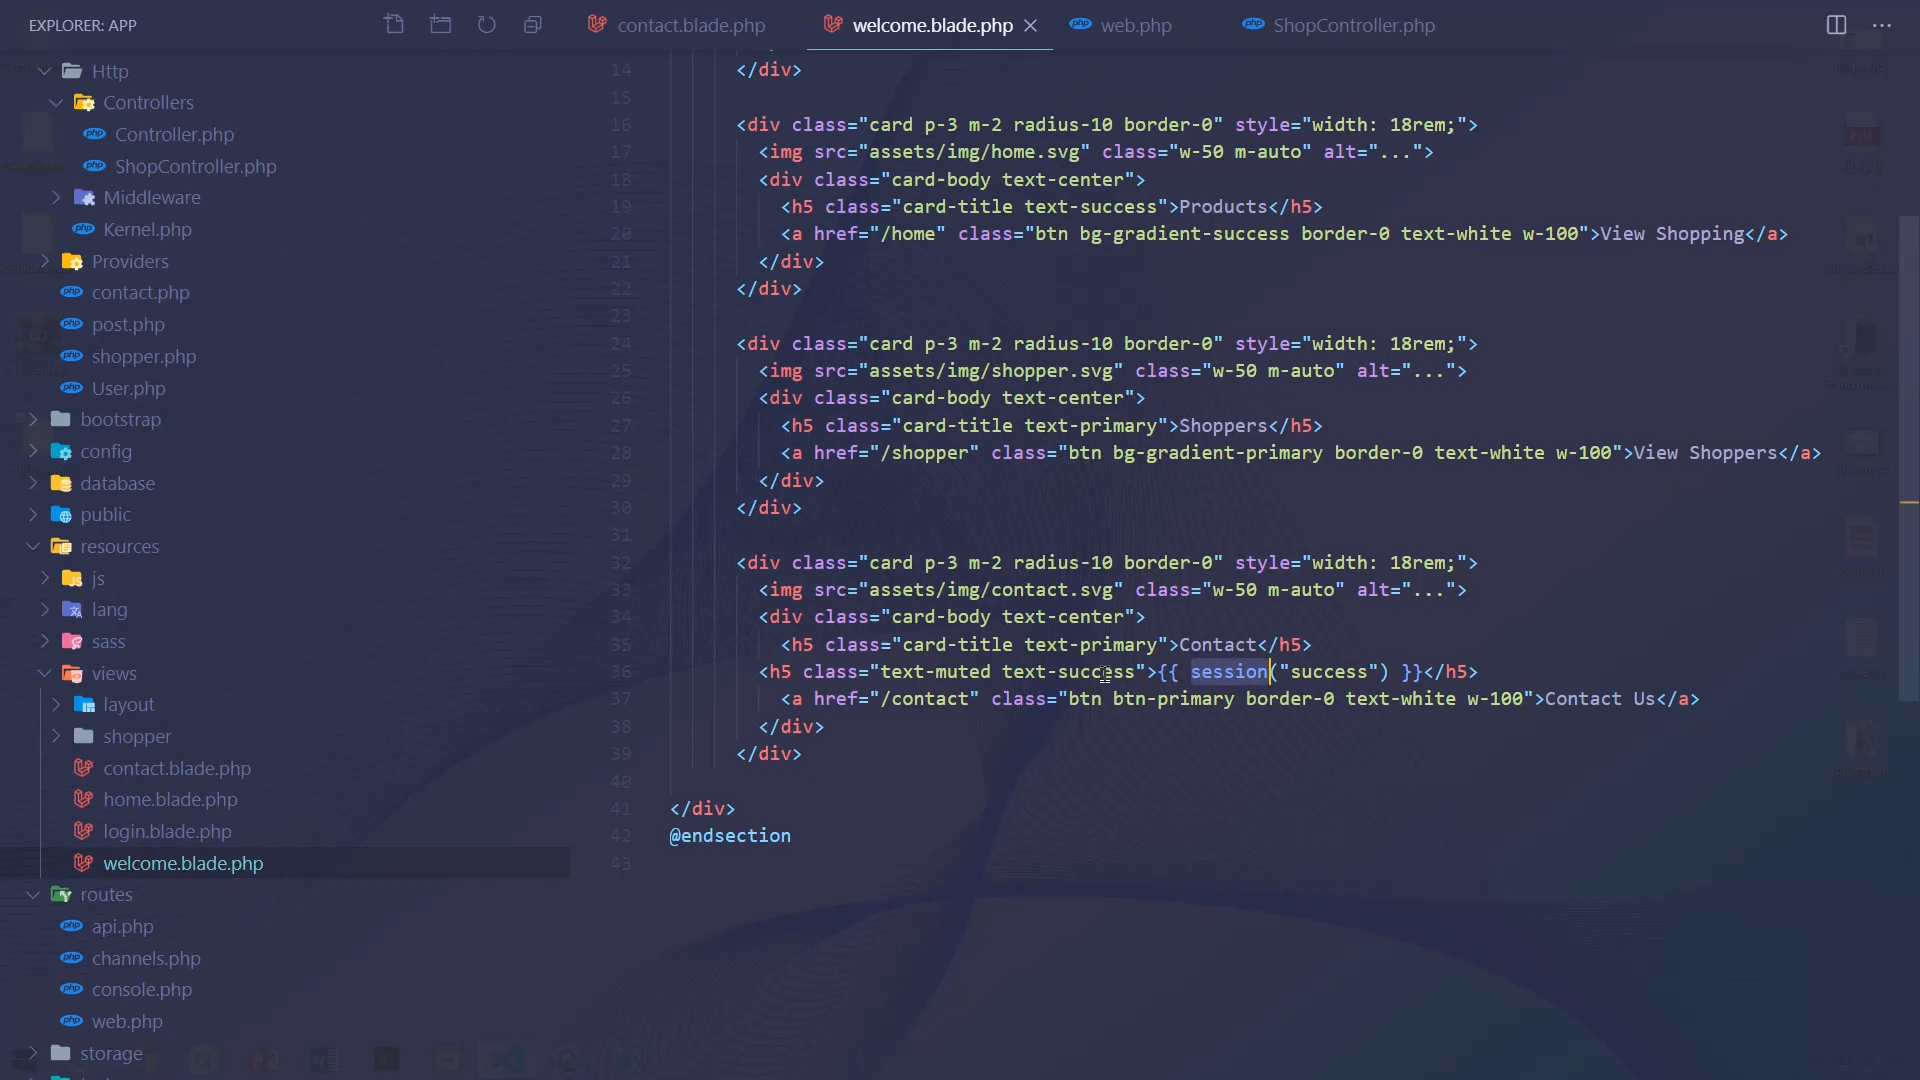 EXPLORER: APP
contact.blade.php
welcome.blade.php
web.php
ShopController.php
Http
Controllers
Controller.php
ShopController.php
Middleware
Kernel.php
Providers
contact.php
post.php
shopper.php
User.php
bootstrap
config
database
public
resources
js
lang
sass
views
layout
shopper
contact.blade.php
home.blade.php
login.blade.php
welcome.blade.php
routes
api.php
channels.php
console.php
web.php
storage
14 </div>
15
16 <div class="card p-3 m-2 radius-10 border-0" style="width: 18rem;">
17 <img src="assets/img/home.svg" class="w-50 m-auto" alt="...">
18 <div class="card-body text-center">
19 <h5 class="card-title text-success">Products</h5>
20 <a href="/home" class="btn bg-gradient-success border-0 text-white w-100">View Shopping</a>
21 </div>
22 </div>
23
24 <div class="card p-3 m-2 radius-10 border-0" style="width: 18rem;">
25 <img src="assets/img/shopper.svg" class="w-50 m-auto" alt="...">
26 <div class="card-body text-center">
27 <h5 class="card-title text-primary">Shoppers</h5>
28 <a href="/shopper" class="btn bg-gradient-primary border-0 text-white w-100">View Shoppers</a>
29 </div>
30 </div>
31
32 <div class="card p-3 m-2 radius-10 border-0" style="width: 18rem;">
33 <img src="assets/img/contact.svg" class="w-50 m-auto" alt="...">
34 <div class="card-body text-center">
35 <h5 class="card-title text-primary">Contact</h5>
36 <h5 class="text-muted text-success">{{ session("success") }}</h5>
37 <a href="/contact" class="btn btn-primary border-0 text-white w-100">Contact Us</a>
38 </div>
39 </div>
40
41 </div>
42 @endsection
43